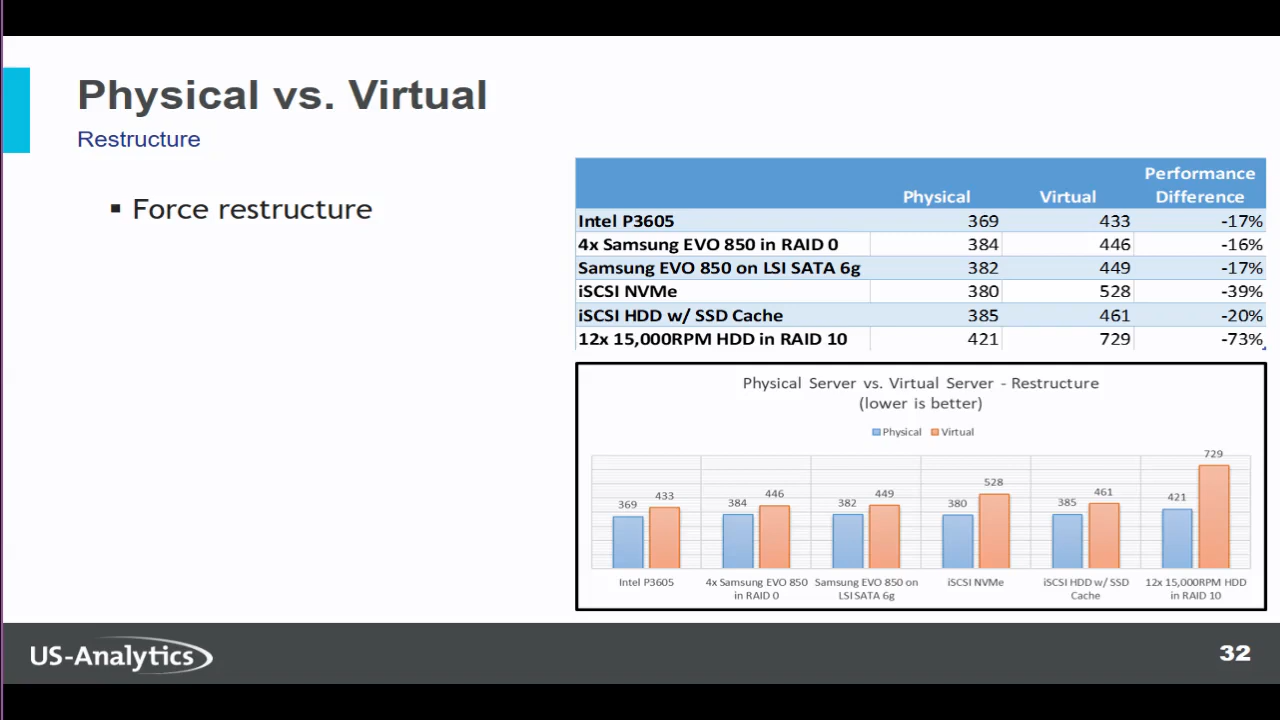 Physical vs. Virtual
Restructure
▪ Force restructure
Physical Virtual Performance Difference
Intel P3605 369 433 -17%
4x Samsung EVO 850 in RAID 0 384 446 -16%
Samsung EVO 850 on LSI SATA 6g 382 449 -17%
iSCSI NVMe 380 528 -39%
iSCSI HDD w/ SSD Cache 385 461 -20%
12x 15,000RPM HDD in RAID 10 421 729 -73%
Physical Server vs. Virtual Server - Restructure
(lower is better)
Physical Virtual
369 433 384 446 382 449 380 528 385 461 421 729
Intel P3605 4x Samsung EVO 850 Samsung EVO 850 on iSCSI NVMe iSCSI HDD w/ SSD 12x 15,000RPM HDD
in RAID 0 LSI SATA 6g Cache in RAID 10
US-Analytics
32